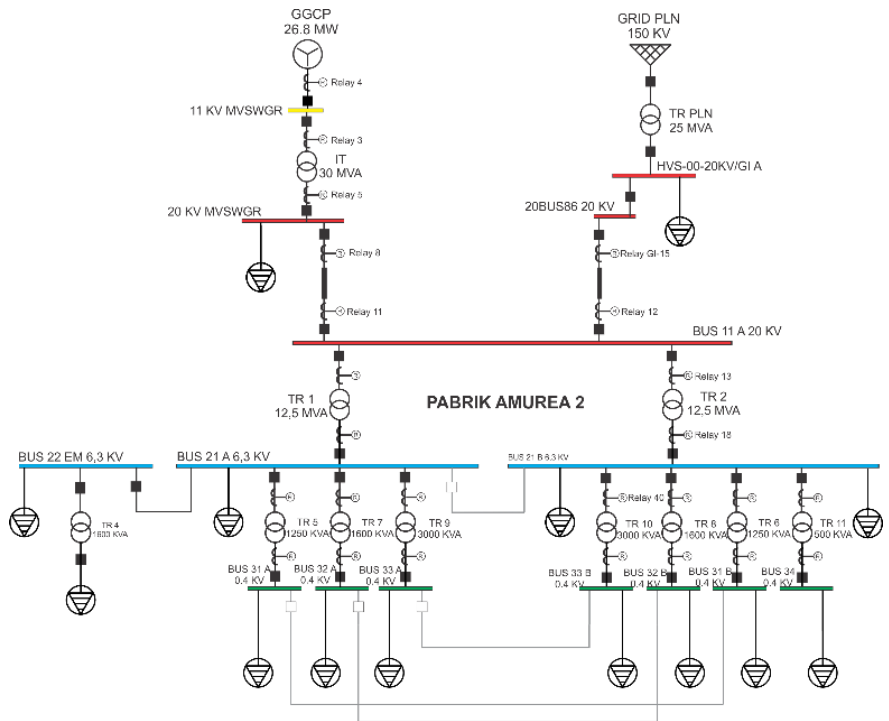 GGCP
26.8 MW
GRID PLN
150 KV
Relay 4
11 KV MVSWGR
TR PLN
25 MVA
Relay 3
IT
30 MVA
HVS-00-20KV/GI A
Relay 5
20 KV MVSWGR
20BUS86 20 KV
Relay 8
Relay GI-15
Relay 11
Relay 12
BUS 11 A 20 KV
Relay 13
TR 1
12,5 MVA
PABRIK AMUREA 2
TR 2
12,5 MVA
Relay 18
BUS 22 EM 6,3 KV
BUS 21 A 6,3 KV
BUS 21 B 6.3 KV
Relay 40
TR 4
1600 KVA
TR 5
1250 KVA
TR 7
1600 KVA
TR 9
3000 KVA
TR 10
3000 KVA
TR 8
1600 KVA
TR 6
1250 KVA
TR 11
500 KVA
BUS 31 A
0.4 KV
BUS 32 A
0.4 KV
BUS 33 A
0.4 KV
BUS 33 B
0.4 KV
BUS 32 B
0.4 KV
BUS 31 B
0.4 KV
BUS 34
0.4 KV